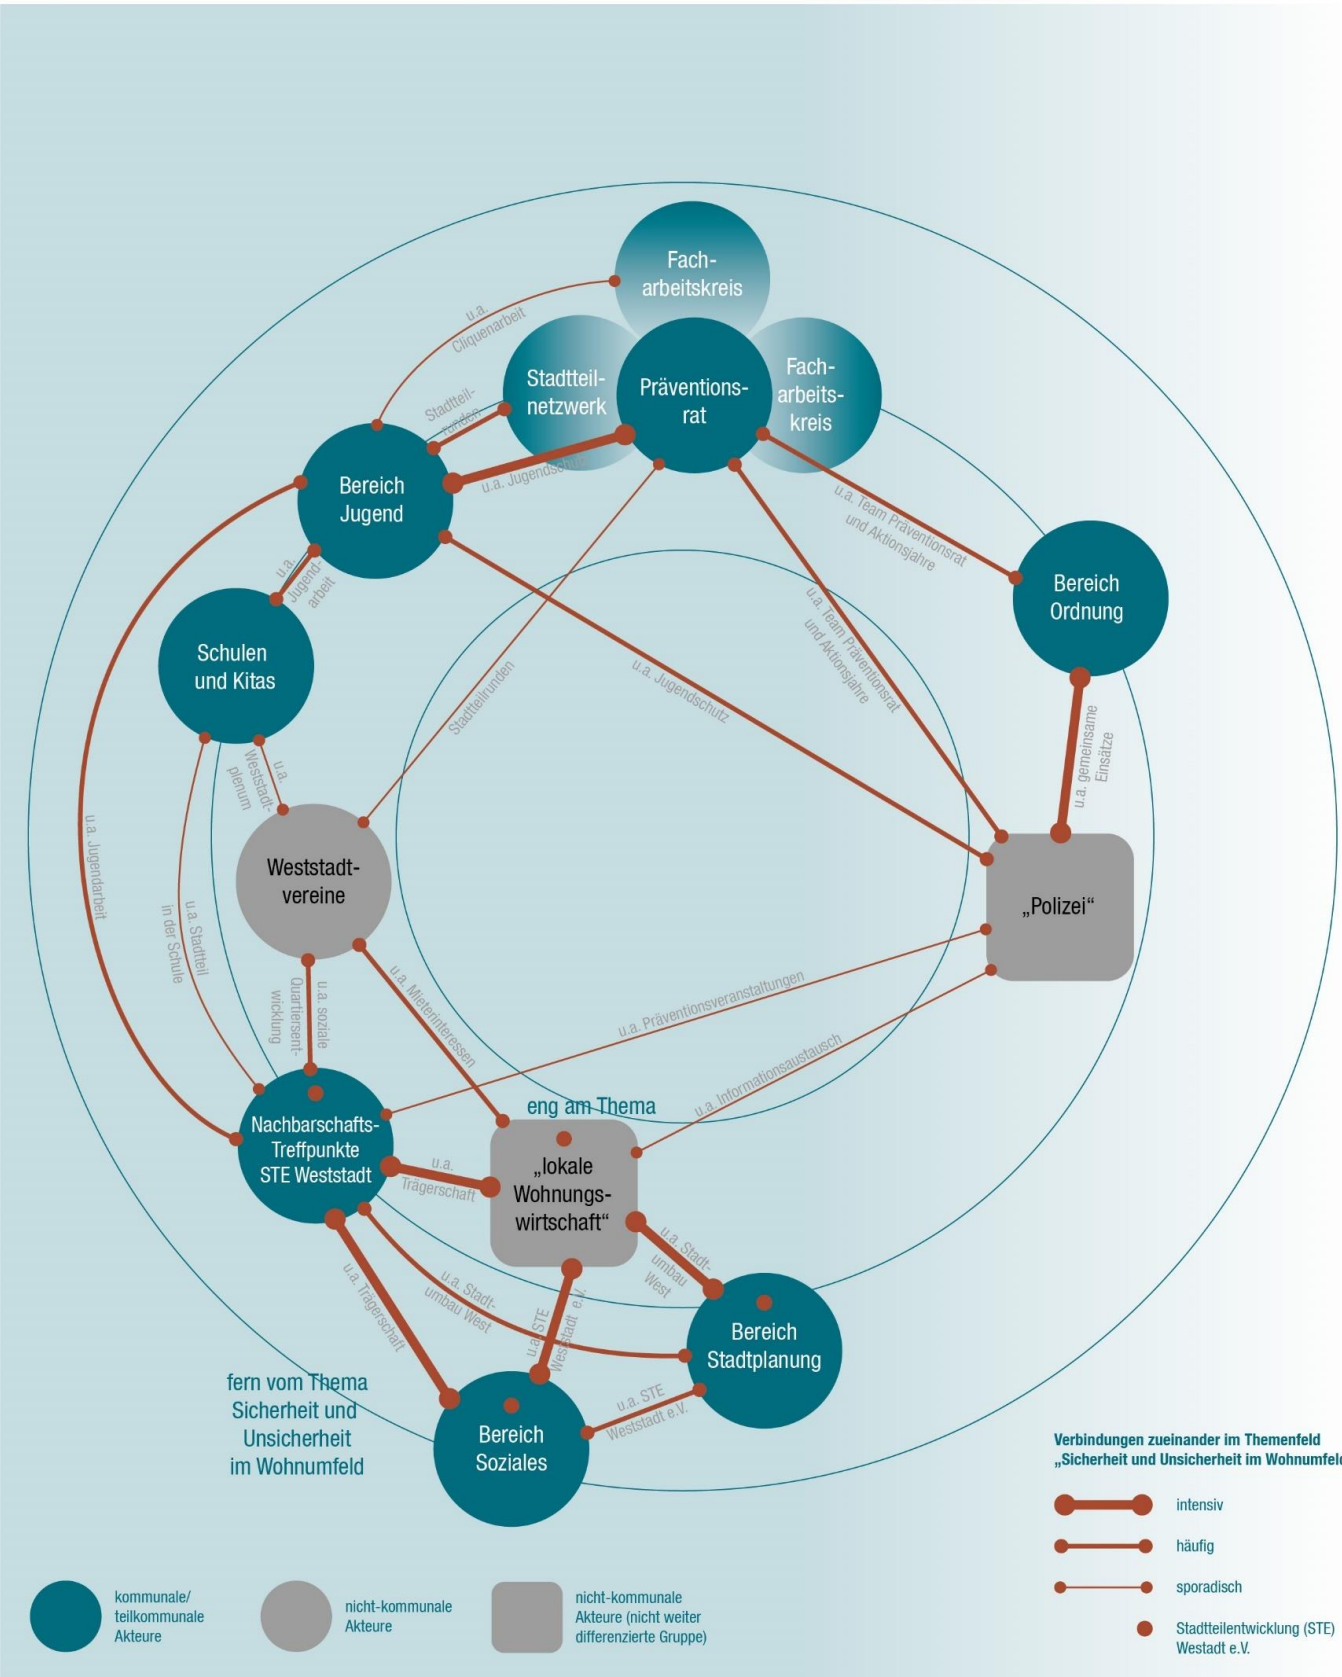 Fach-
arbeitskreis
u.a.
Cliquenarbeit
Stadtteil-
netzwerk
Präventions-
rat
Fach-
arbeits-
kreis
Stadtteil-
runden
u.a. Jugendschutz
Bereich
Jugend
u.a. Team Präventionsrat
und Aktionsjahre
Bereich
Ordnung
u.a.
Jugend-
arbeit
u.a. Team Präventionsrat
und Aktionsjahre
Schulen
und Kitas
Stadtteilrunden
u.a. Jugendschutz
u.a. gemeinsame
Einsätze
u.a.
Weststadt-
plenum
Weststadt-
vereine
„Polizei“
u.a. Jugendarbeit
u.a. Stadtteil
in der Schule
u.a. soziale
Quartiersent-
wicklung
u.a. Mieterinteressen
u.a. Präventionsveranstaltungen
u.a. Informationsaustausch
eng am Thema
Nachbarschafts-
Treffpunkte
STE Weststadt
u.a.
Trägerschaft
„lokale
Wohnungs-
wirtschaft“
u.a. Stadt-
umbau
West
u.a. Trägerschaft
u.a. Stadt-
umbau West
u.a. STE
Weststadt e.V.
Bereich
Stadtplanung
fern vom Thema
Sicherheit und
Unsicherheit
im Wohnumfeld
u.a. STE
Weststadt e.V.
Bereich
Soziales
Verbindungen zueinander im Themenfeld
„Sicherheit und Unsicherheit im Wohnumfeld
intensiv
häufig
sporadisch
Stadtteilentwicklung (STE)
Westadt e.V.
kommunale/
teilkommunale
Akteure
nicht-kommunale
Akteure
nicht-kommunale
Akteure (nicht weiter
differenzierte Gruppe)